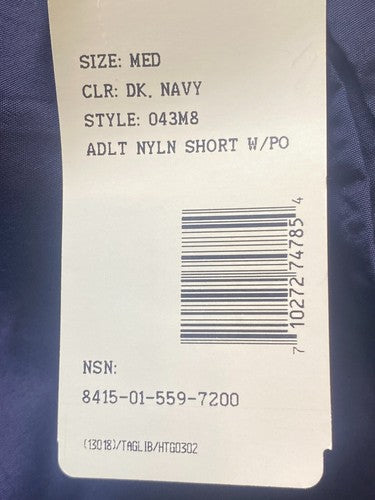 SIZE: MED
CLR: DK. NAVY
STYLE: 043M8
ADLT NYLN SHORT W/PO
7 10272 74785 4
NSN:
8415-01-559-7200
(13018)/TAGLIB/HTG0302